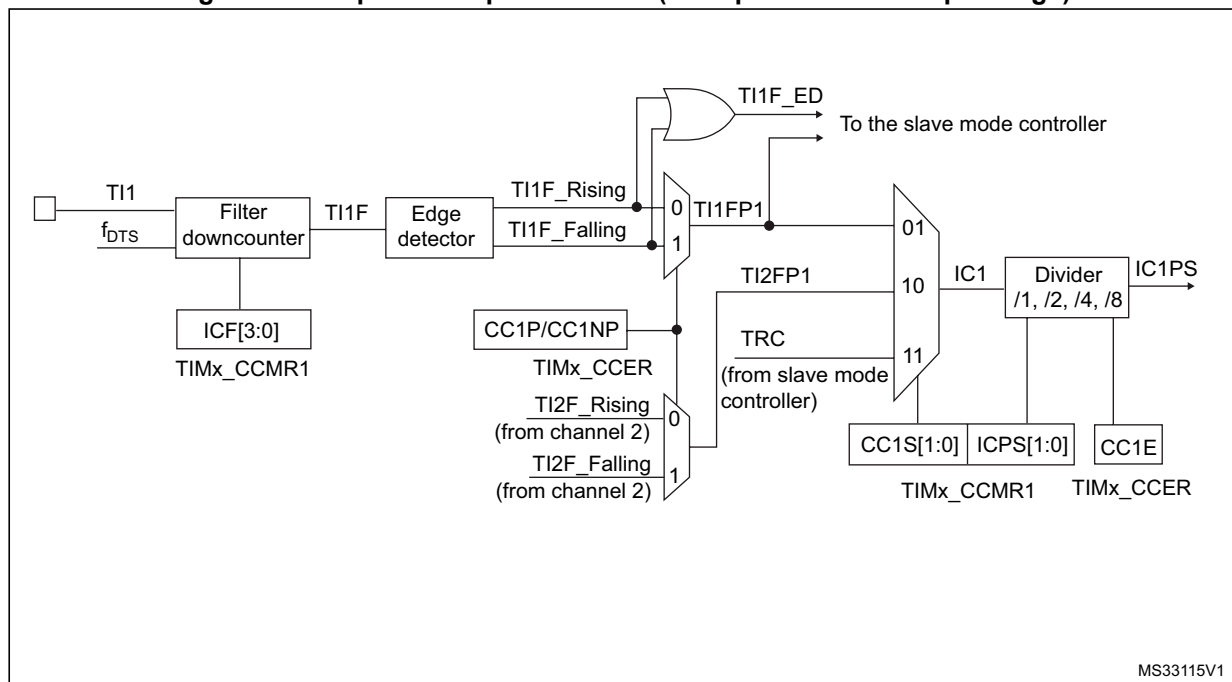 TI1F_ED
To the slave mode controller
TI1
f_DTS
Filter
downcounter
TI1F
Edge
detector
TI1F_Rising
TI1F_Falling
0
1
TI1FP1
01
TI2FP1
10
IC1
Divider
/1, /2, /4, /8
IC1PS
ICF[3:0]
TIMx_CCMR1
CC1P/CC1NP
TIMx_CCER
TRC
11
(from slave mode
controller)
TI2F_Rising
0
(from channel 2)
TI2F_Falling
1
(from channel 2)
CC1S[1:0]
ICPS[1:0]
CC1E
TIMx_CCMR1
TIMx_CCER
MS33115V1